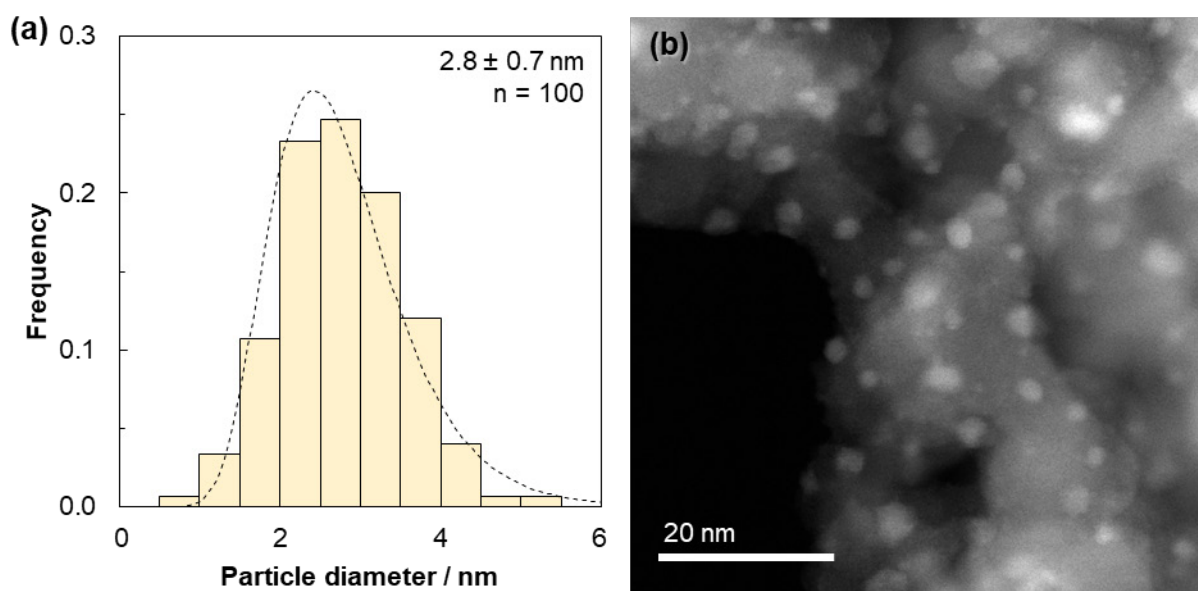 (a)
0.3
2.8 ± 0.7 nm
n = 100
0.2
Frequency
0.1
0.0
0 2 4 6
Particle diameter / nm
(b)
20 nm